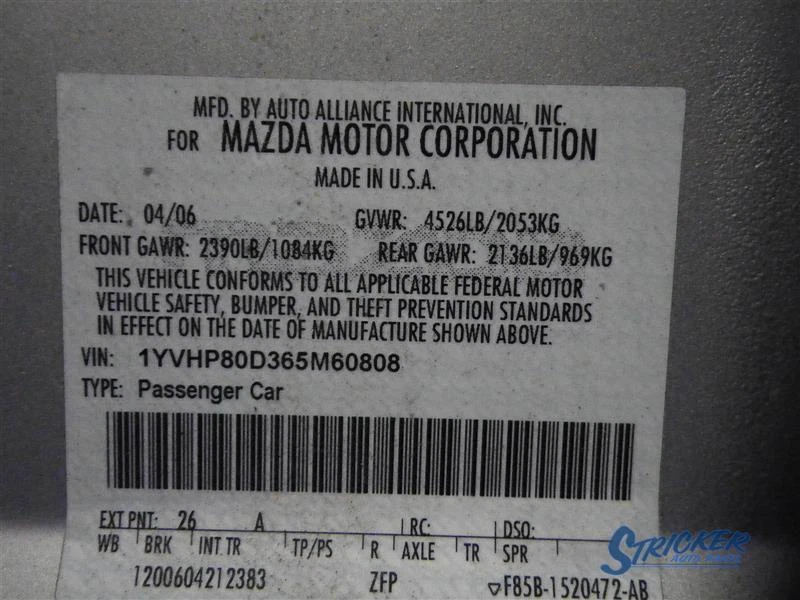 MFD. BY AUTO ALLIANCE INTERNATIONAL, INC.
FOR MAZDA MOTOR CORPORATION
MADE IN U.S.A.
DATE: 04/06 GVWR: 4526LB/2053KG
FRONT GAWR: 2390LB/1084KG REAR GAWR: 2136LB/969KG
THIS VEHICLE CONFORMS TO ALL APPLICABLE FEDERAL MOTOR
VEHICLE SAFETY, BUMPER, AND THEFT PREVENTION STANDARDS
IN EFFECT ON THE DATE OF MANUFACTURE SHOWN ABOVE.
VIN: 1YVHP80D365M60808
TYPE: Passenger Car
EXT PNT: 26 A RC: DSO:
WB BRK INT TR TP/PS R AXLE TR SPR
1200604212383 ZFP F85B-1520472-AB
STRICKER
AUTO PARTS